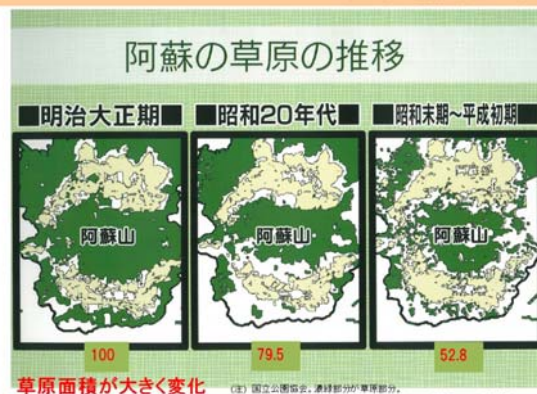 阿蘇の草原の推移
■明治大正期■ ■昭和20年代■ ■昭和末期~平成初期■
阿蘇山 阿蘇山 阿蘇山
100 79.5 52.8
草原面積が大きく変化 (注) 国立公園協会。濃緑部分が草原部分。